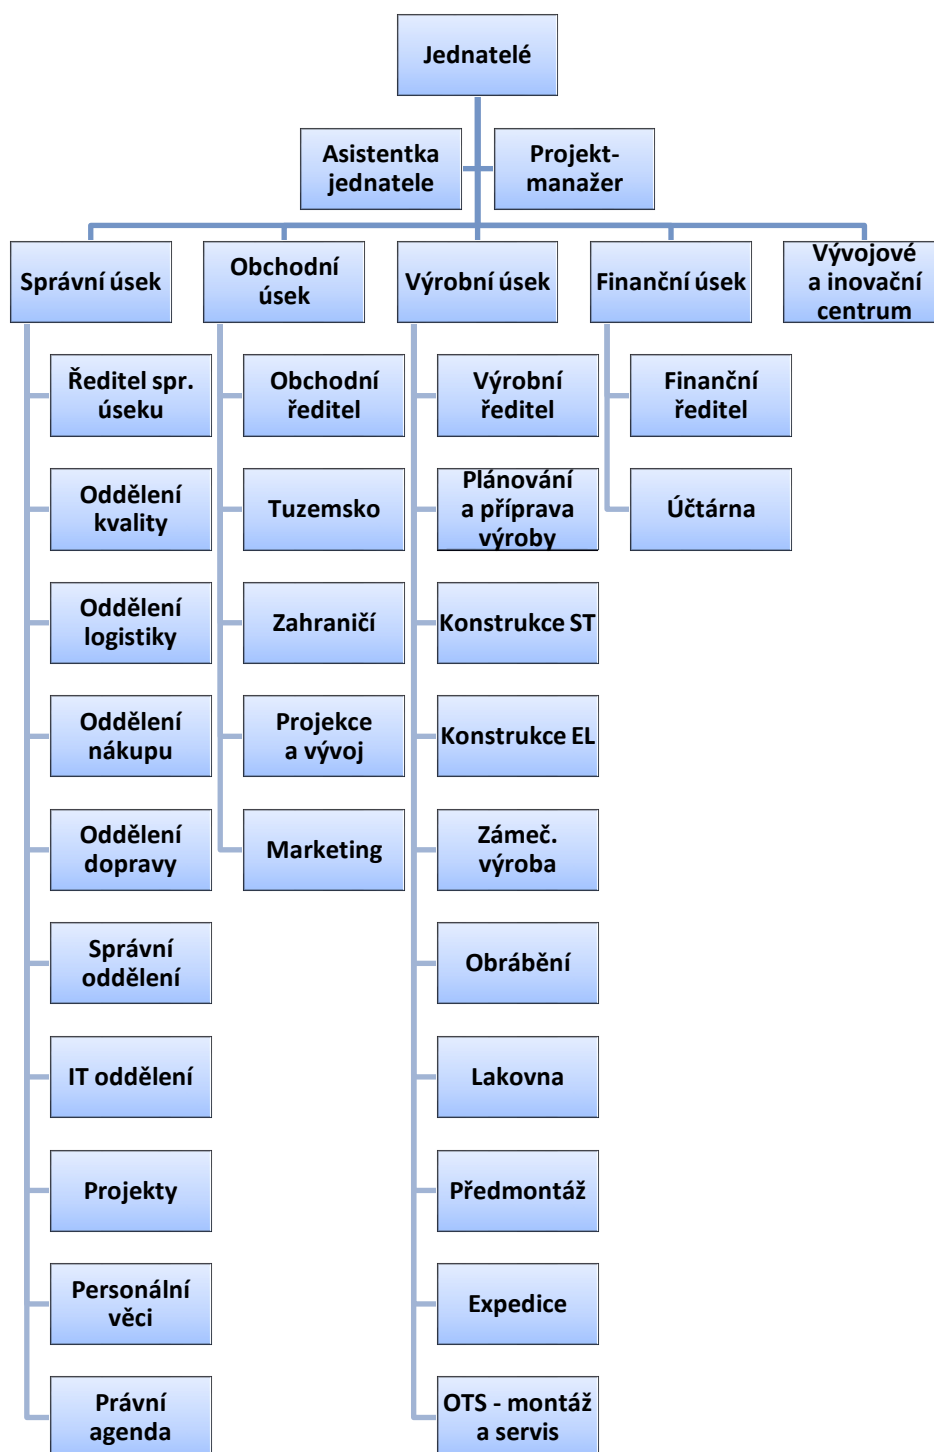 Jednatelé
Asistentka
jednatele
Projekt-
manažer
Správní úsek
Obchodní
úsek
Výrobní úsek
Finanční úsek
Vývojové
a inovační
centrum
Ředitel spr.
úseku
Oddělení
kvality
Oddělení
logistiky
Oddělení
nákupu
Oddělení
dopravy
Správní
oddělení
IT oddělení
Projekty
Personální
věci
Právní
agenda
Obchodní
ředitel
Tuzemsko
Zahraničí
Projekce
a vývoj
Marketing
Výrobní
ředitel
Plánování
a příprava
výroby
Konstrukce ST
Konstrukce EL
Zámeč.
výroba
Obrábění
Lakovna
Předmontáž
Expedice
OTS - montáž
a servis
Finanční
ředitel
Účtárna